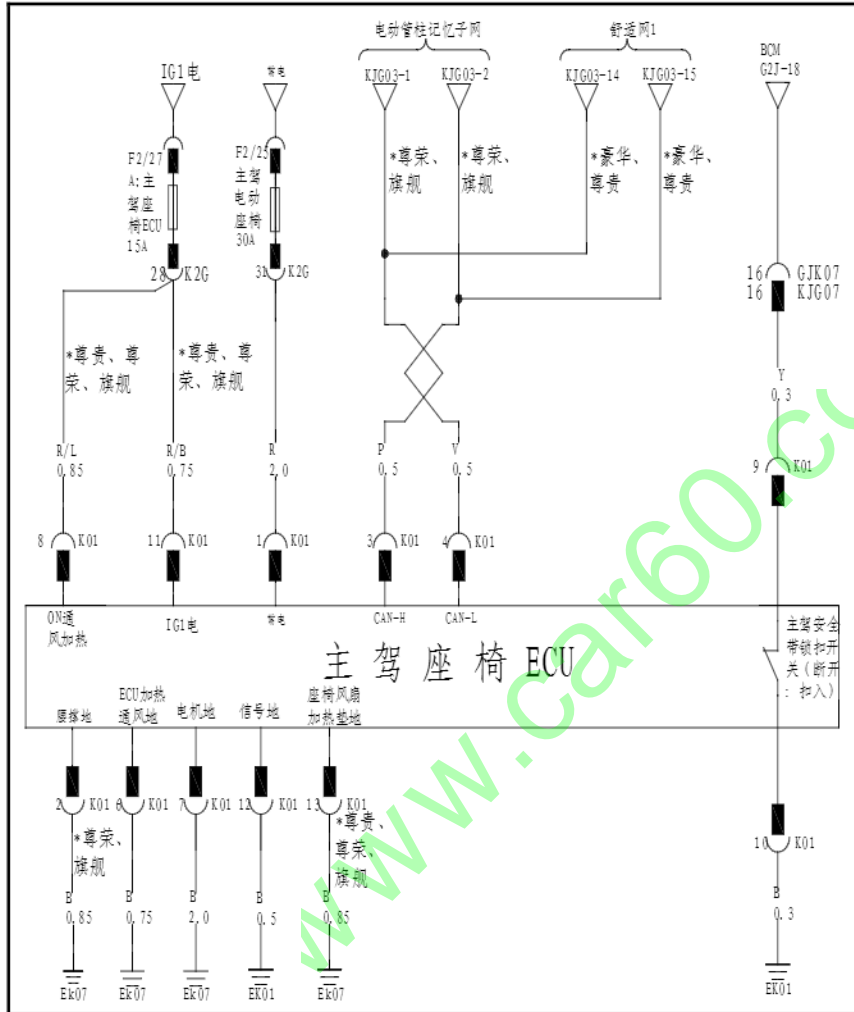 电动管柱记忆子网
舒适网1
BCM
G2J-18
IG1电
常电
KJG03-1
KJG03-2
KJG03-14
KJG03-15
F2/27
A:主
驾座
椅ECU
15A
F2/25
主驾
电动
座椅
30A
*尊荣、
旗舰
*尊荣、
旗舰
*豪华、
尊贵
*豪华、
尊贵
28 K2G
31 K2G
16 GJK07
16 KJG07
*尊贵、尊
荣、旗舰
*尊贵、尊
荣、旗舰
Y
0.3
R/L
0.85
R/B
0.75
R
2.0
P
0.5
V
0.5
9 K01
8 K01
11 K01
1 K01
3 K01
4 K01
ON通
风加热
IG1电
常电
CAN-H
CAN-L
主驾座椅ECU
主驾安全
带锁扣开
关(断开
:扣入)
腰撑地
ECU加热
通风地
电机地
信号地
座椅风扇
加热垫地
2 K01
6 K01
7 K01
12 K01
13 K01
10 K01
*尊荣、
旗舰
*尊贵、
尊荣、
旗舰
B
0.85
B
0.75
B
2.0
B
0.5
B
0.85
B
0.3
Ek07
Ek07
Ek07
EK01
Ek07
EK01
www.car60.co